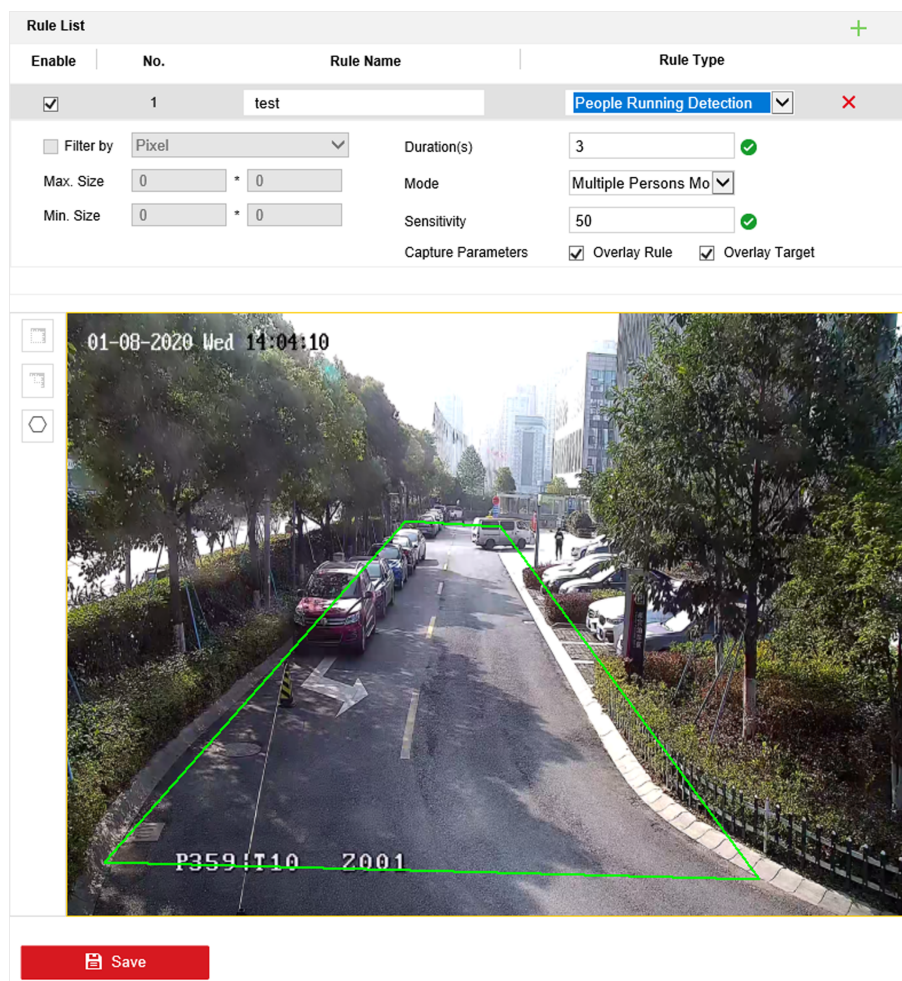 Rule List
Enable No. Rule Name Rule Type
1 test People Running Detection
Filter by Pixel Duration(s) 3
Max. Size 0 * 0 Mode Multiple Persons Mo
Min. Size 0 * 0 Sensitivity 50
Capture Parameters Overlay Rule Overlay Target
01-08-2020 Wed 14:04:10
P359:T10 Z001
Save